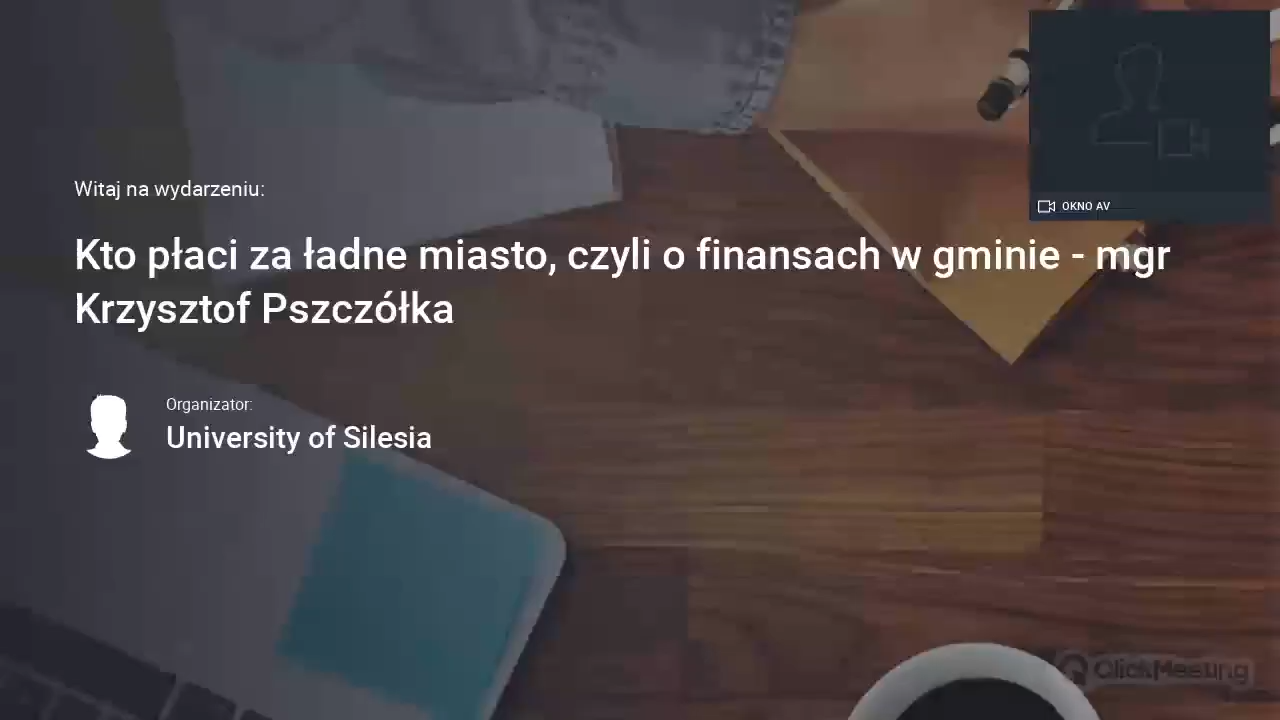 Witaj na wydarzeniu:
OKNO AV
Kto płaci za ładne miasto, czyli o finansach w gminie - mgr
Krzysztof Pszczółka
Organizator:
University of Silesia
ClickMeeting